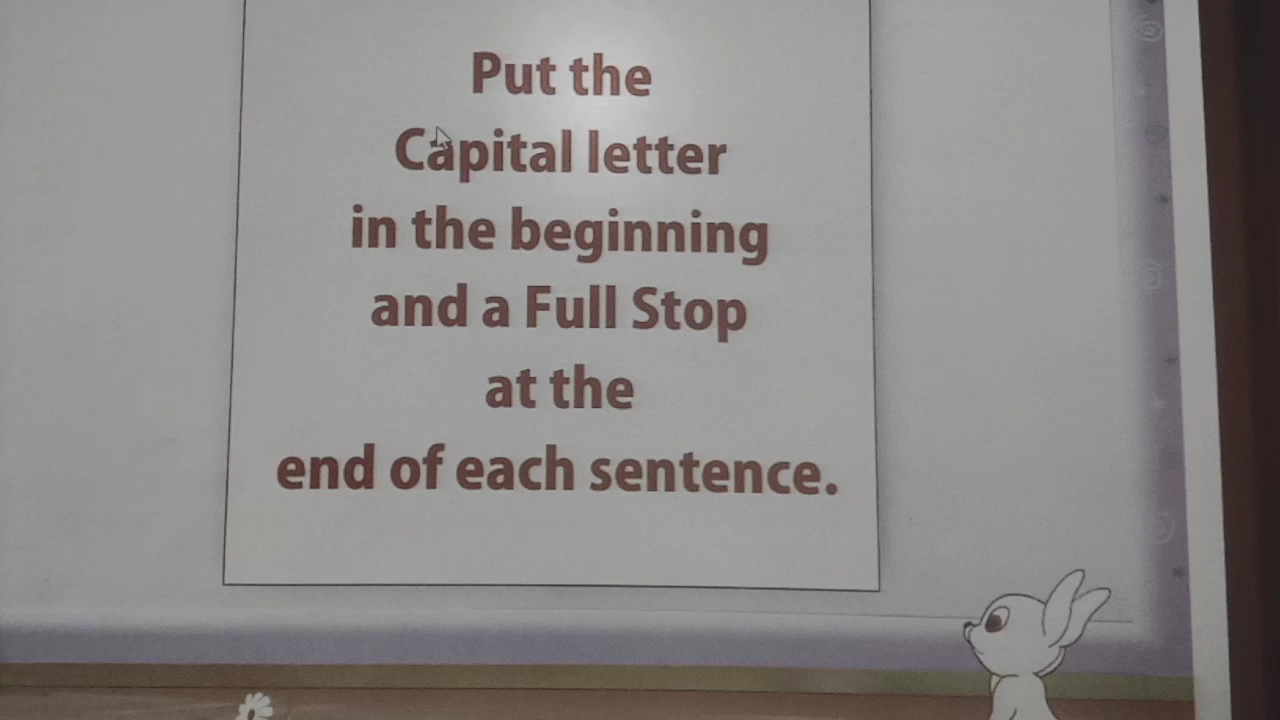 Put the
Capital letter
in the beginning
and a Full Stop
at the
end of each sentence.